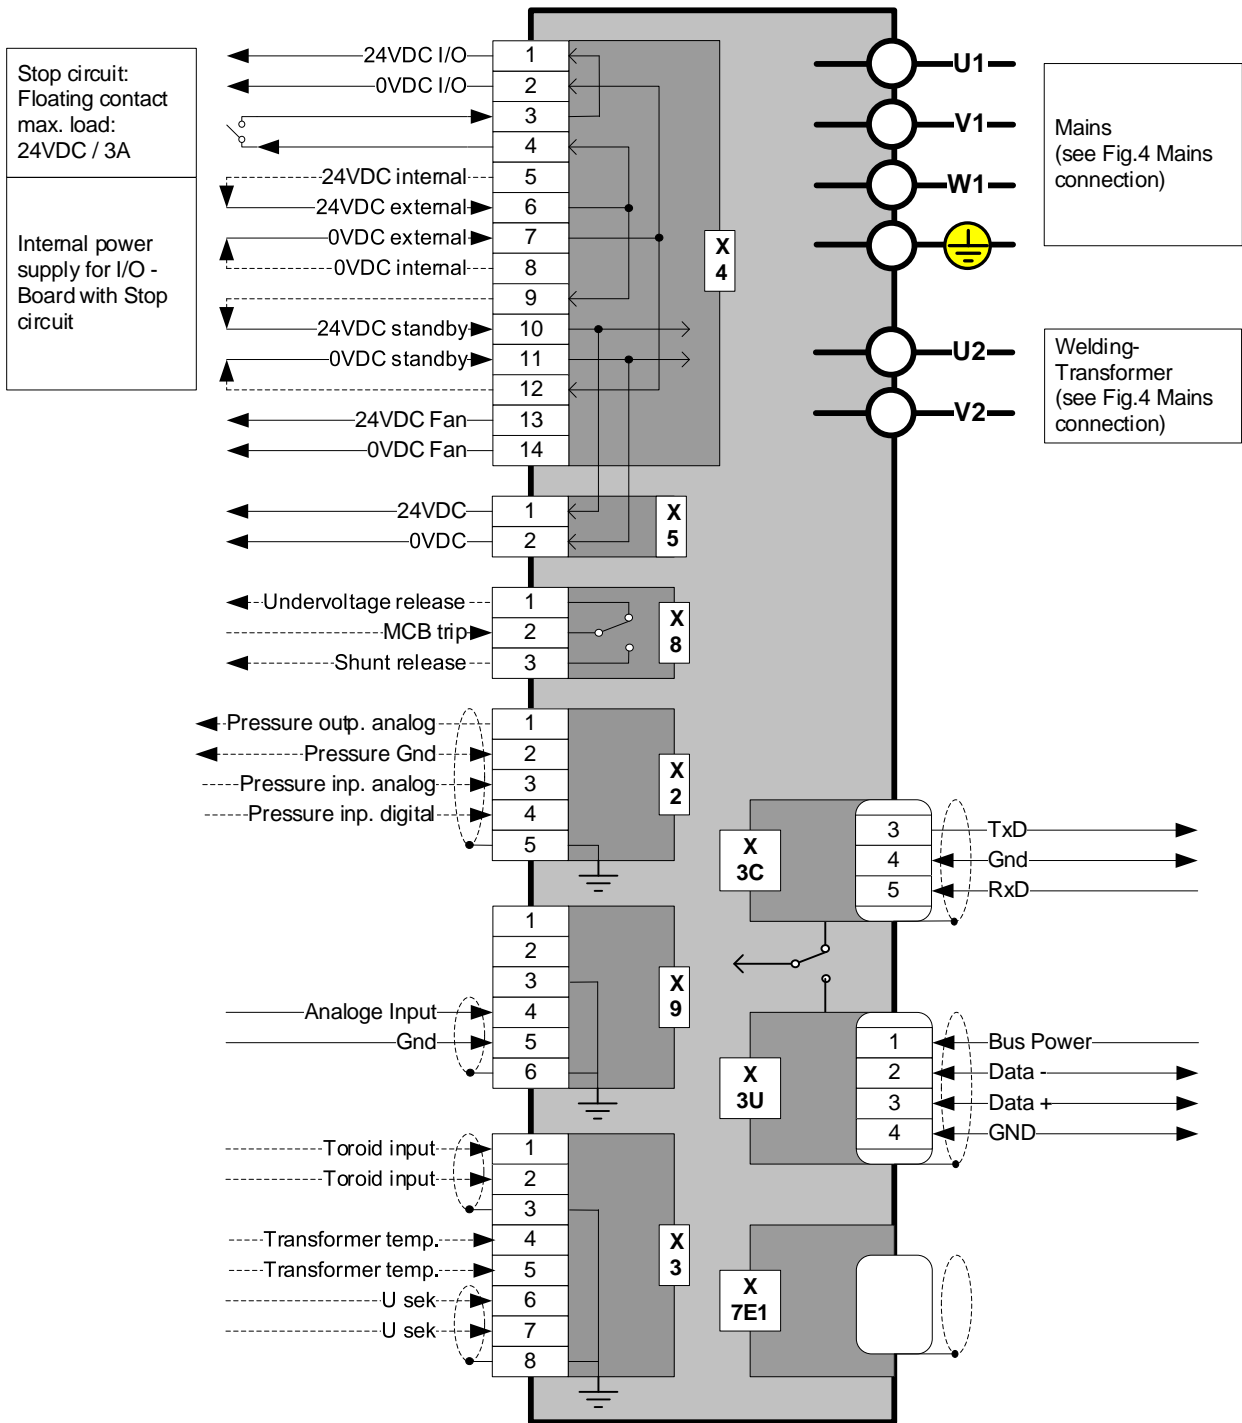 Stop circuit:
Floating contact
max. load:
24VDC / 3A
Internal power
supply for I/O -
Board with Stop
circuit
24VDC I/O 1
0VDC I/O 2
3
4
24VDC internal 5
24VDC external 6
0VDC external 7
0VDC internal 8
9
24VDC standby 10
0VDC standby 11
12
24VDC Fan 13
0VDC Fan 14
X
4
24VDC 1
0VDC 2
X
5
Undervoltage release 1
MCB trip 2
Shunt release 3
X
8
Pressure outp. analog 1
Pressure Gnd 2
Pressure inp. analog 3
Pressure inp. digital 4
5
X
2
1
2
3
Analoge Input 4
Gnd 5
6
X
9
Toroid input 1
Toroid input 2
3
Transformer temp. 4
Transformer temp. 5
U sek 6
U sek 7
8
X
3
U1
V1
W1
Mains
(see Fig.4 Mains
connection)
U2
V2
Welding-
Transformer
(see Fig.4 Mains
connection)
X
3C
3 TxD
4 Gnd
5 RxD
X
3U
1 Bus Power
2 Data -
3 Data +
4 GND
X
7E1